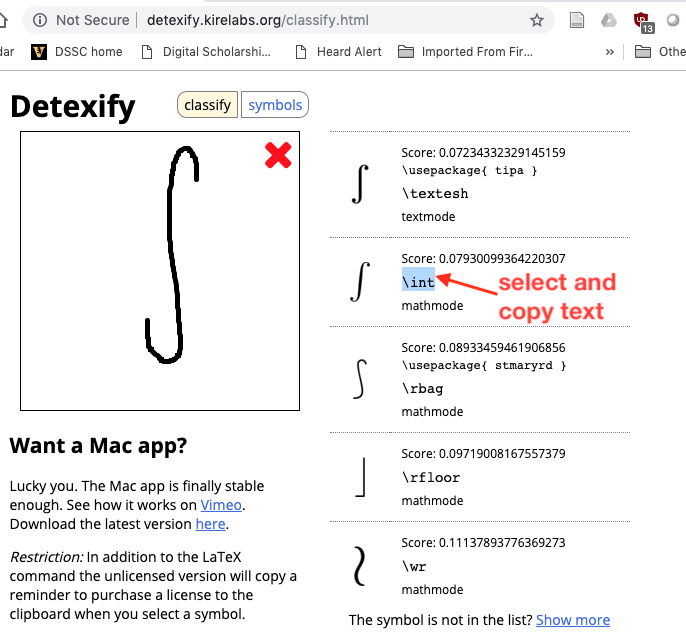 Not Secure | detexify.kirelabs.org/classify.html
13
dar DSSC home Digital Scholarshi... Heard Alert Imported From Fir... » Othe
Detexify classify symbols
Score: 0.07234332329145159
\usepackage{ tipa }
∫ \textesh
textmode
Score: 0.07930099364220307
∫ \int
mathmode
select and
copy text
Score: 0.08933459461906856
\usepackage{ stmaryrd }
\rbag
mathmode
Score: 0.09719008167557379
⌋ \rfloor
mathmode
Score: 0.11137893776369273
≀ \wr
mathmode
The symbol is not in the list? Show more
Want a Mac app?
Lucky you. The Mac app is finally stable
enough. See how it works on Vimeo.
Download the latest version here.
Restriction: In addition to the LaTeX
command the unlicensed version will copy a
reminder to purchase a license to the
clipboard when you select a symbol.